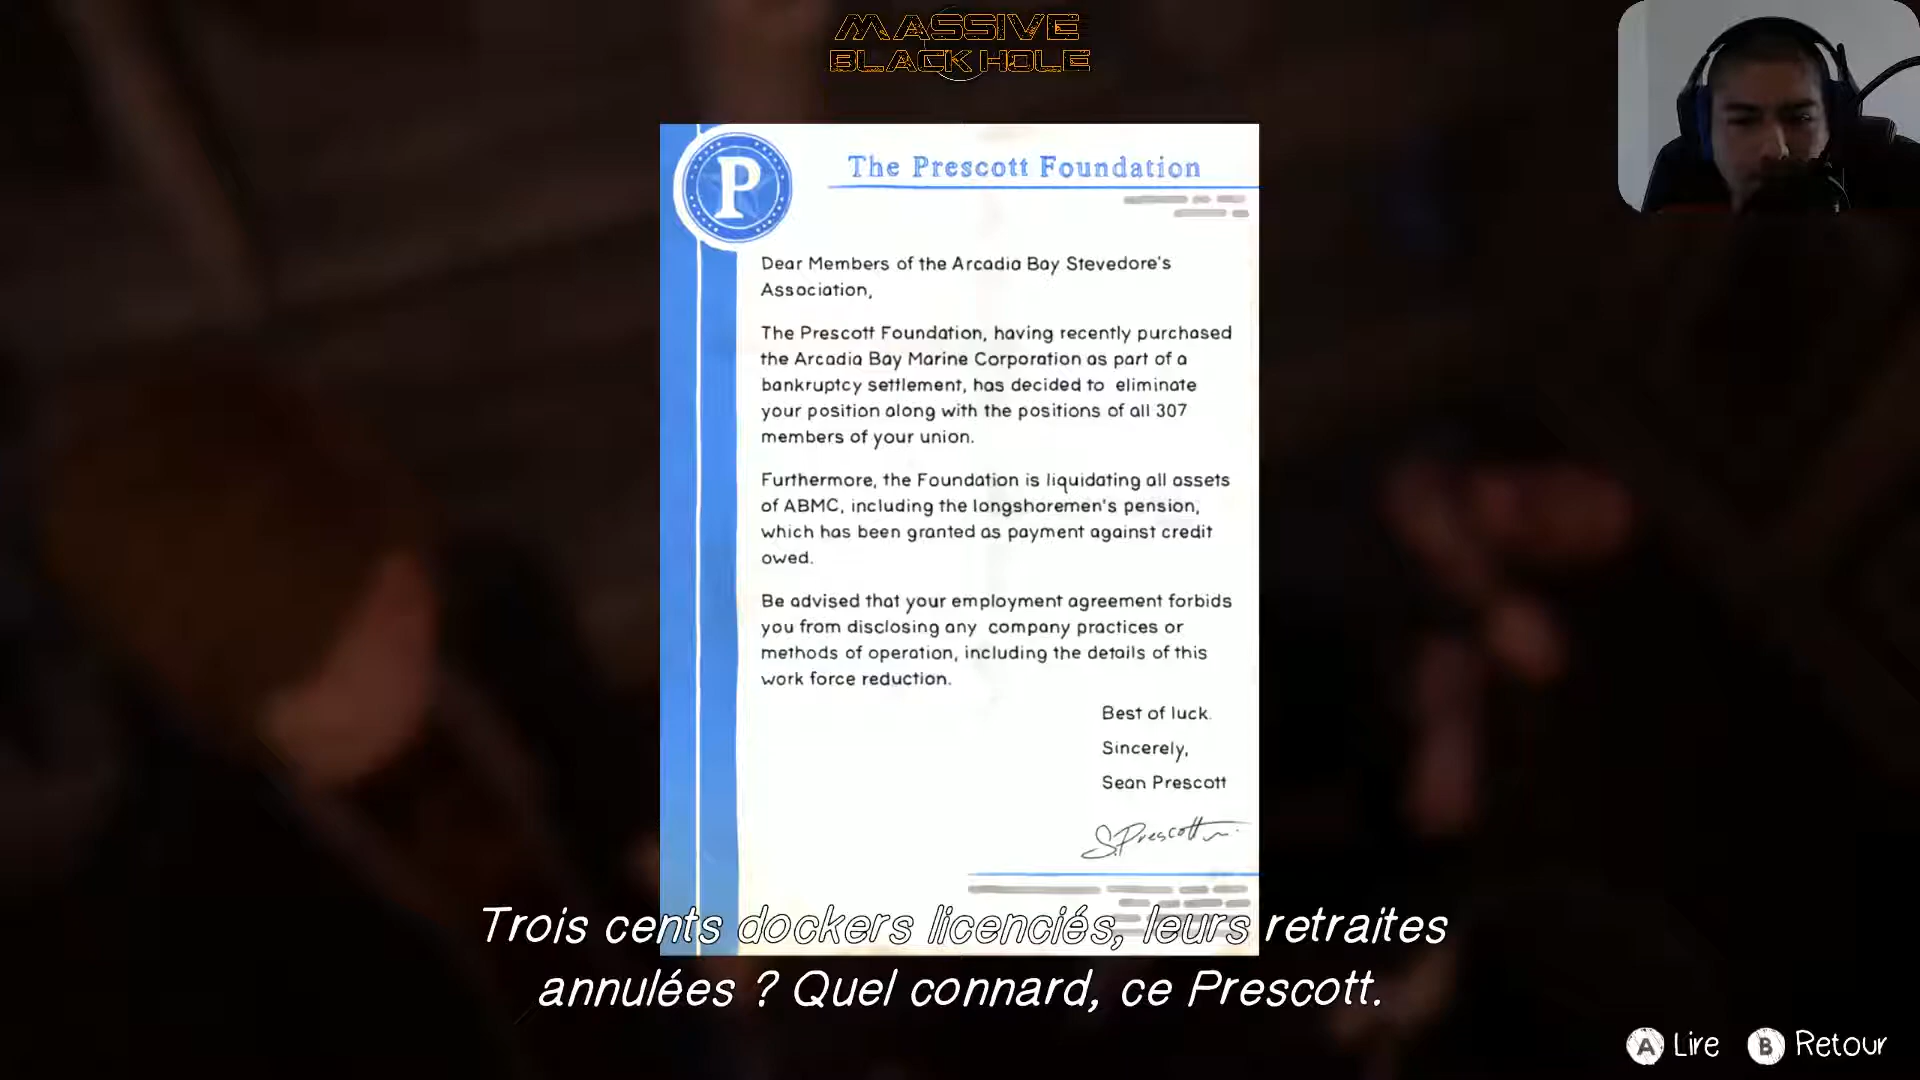 MASSIVE
BLACK HOLE
P
The Prescott Foundation
Dear Members of the Arcadia Bay Stevedore's
Association,
The Prescott Foundation, having recently purchased
the Arcadia Bay Marine Corporation as part of a
bankruptcy settlement, has decided to eliminate
your position along with the positions of all 307
members of your union.
Furthermore, the Foundation is liquidating all assets
of ABMC, including the longshoremen's pension,
which has been granted as payment against credit
owed.
Be advised that your employment agreement forbids
you from disclosing any company practices or
methods of operation, including the details of this
work force reduction.
Best of luck.
Sincerely,
Sean Prescott
S.Prescott
Trois cents dockers licenciés, leurs retraites
annulées ? Quel connard, ce Prescott.
A Lire B Retour